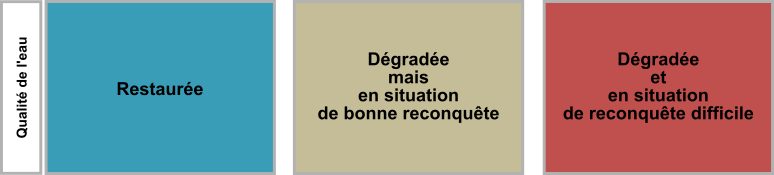 Qualité de l'eau
Restaurée
Dégradée
mais
en situation
de bonne reconquête
Dégradée
et
en situation
de reconquête difficile